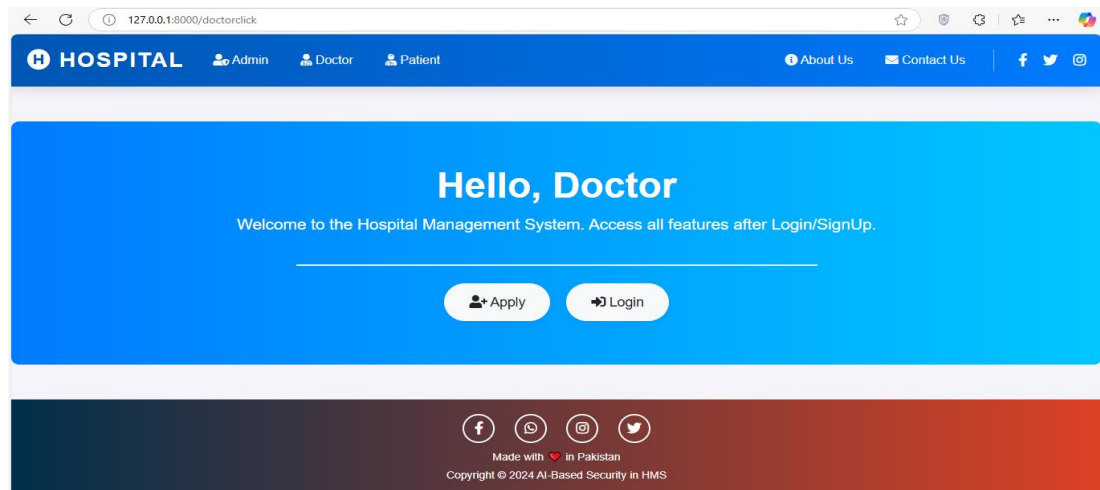 127.0.0.1:8000/doctorclick
H HOSPITAL Admin Doctor Patient About Us Contact Us
Hello, Doctor
Welcome to the Hospital Management System. Access all features after Login/SignUp.
Apply Login
Made with in Pakistan
Copyright © 2024 AI-Based Security in HMS